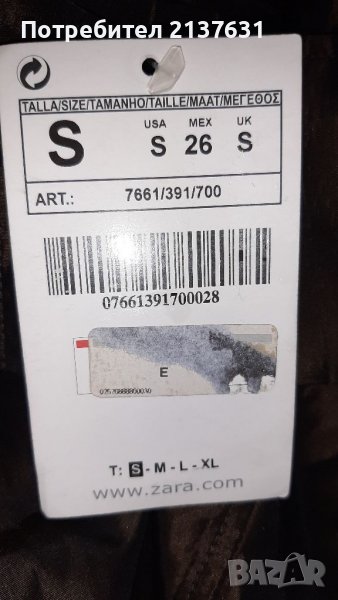 Потребител 2137631
TALLA/SIZE/TAMANHO/TAILLE/MAAT/ΜΕΓΕΘΟΣ
S
USA MEX UK
S 26 S
ART.: 7661/391/700
07661391700028
E
T: S - M - L - XL
www.zara.com
BAZAR